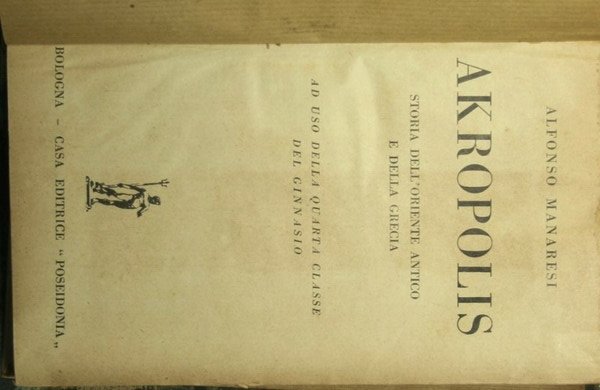 ALFONSO MANARESI
AKROPOLIS
STORIA DELL'ORIENTE ANTICO
E DELLA GRECIA
AD USO DELLA QUARTA CLASSE
DEL GINNASIO
BOLOGNA - CASA EDITRICE "POSEIDONIA„